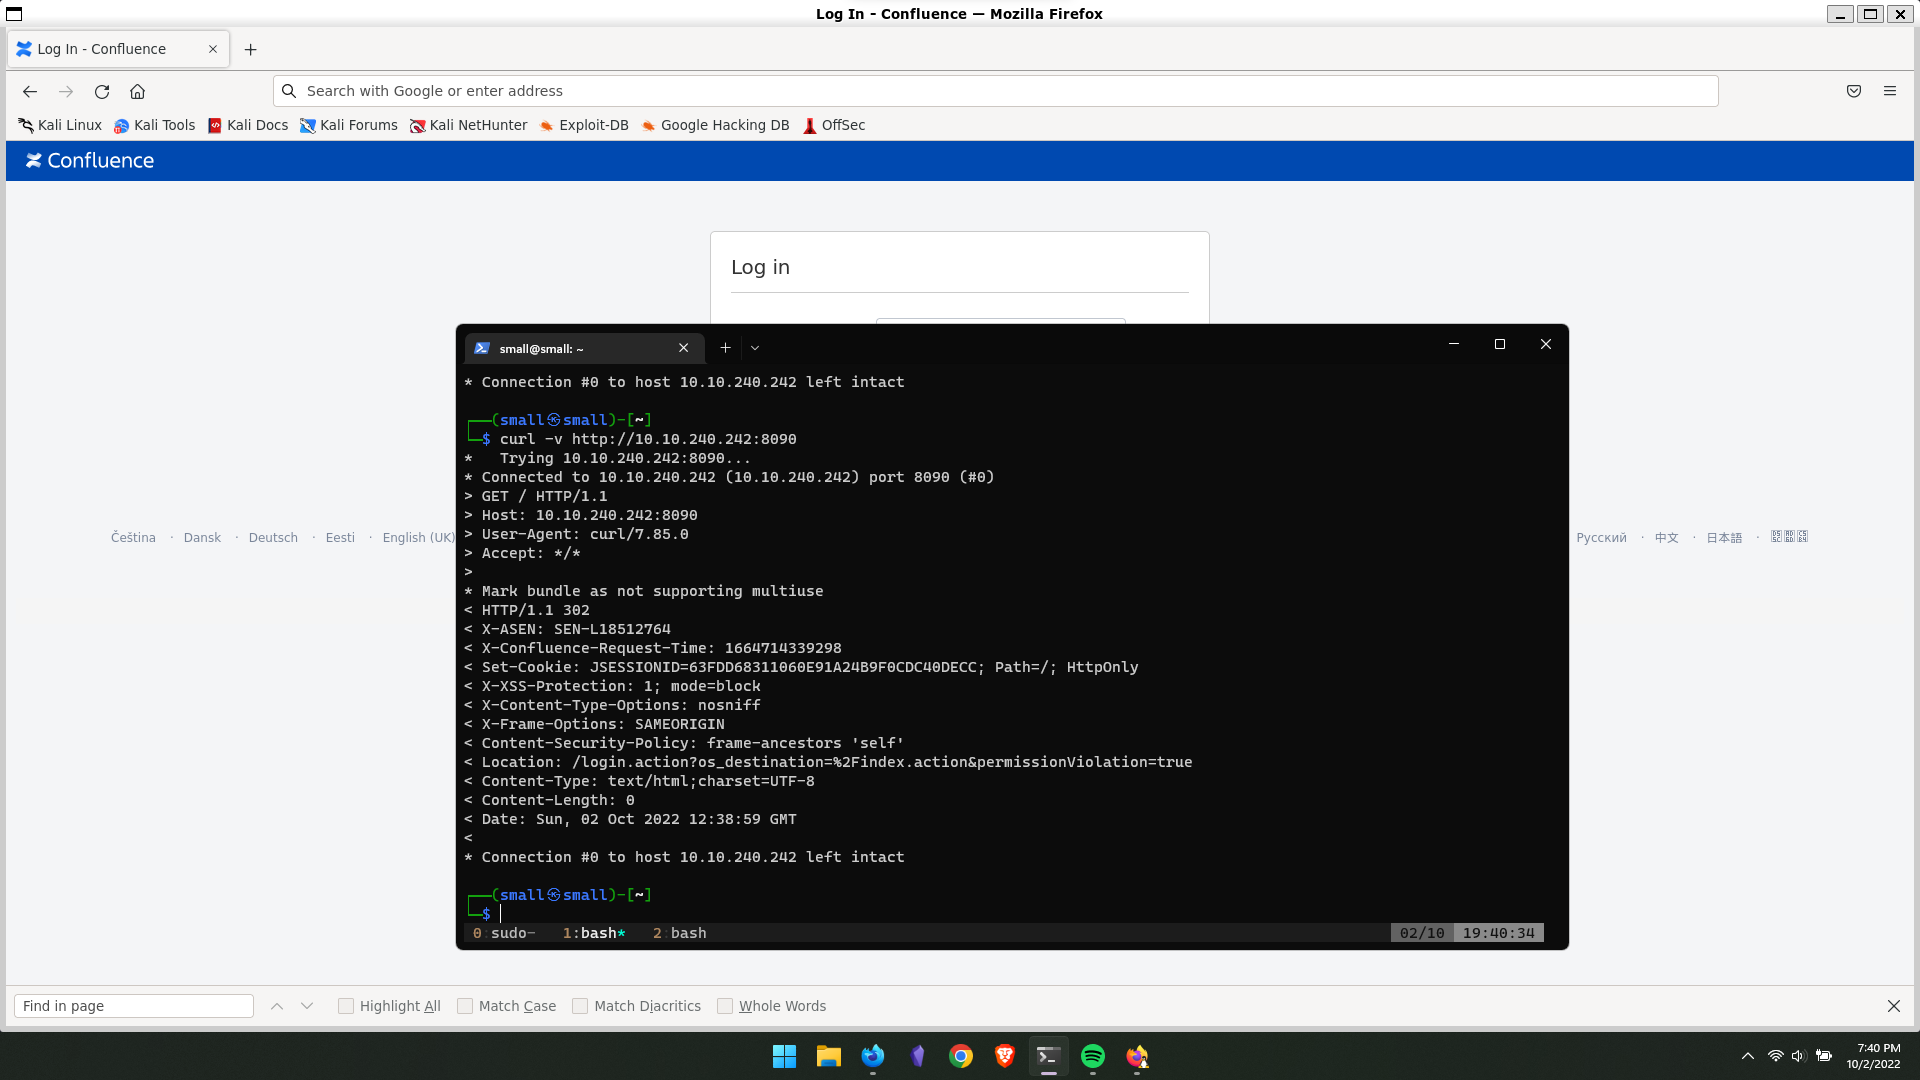 Log In - Confluence — Mozilla Firefox
Log In - Confluence
Search with Google or enter address
Kali Linux Kali Tools Kali Docs Kali Forums Kali NetHunter Exploit-DB Google Hacking DB OffSec
Confluence
Log in
small@small: ~
* Connection #0 to host 10.10.240.242 left intact
(small㉿small)-[~]
$ curl -v http://10.10.240.242:8090
*   Trying 10.10.240.242:8090...
* Connected to 10.10.240.242 (10.10.240.242) port 8090 (#0)
> GET / HTTP/1.1
> Host: 10.10.240.242:8090
> User-Agent: curl/7.85.0
> Accept: */*
>
* Mark bundle as not supporting multiuse
< HTTP/1.1 302
< X-ASEN: SEN-L18512764
< X-Confluence-Request-Time: 1664714339298
< Set-Cookie: JSESSIONID=63FDD68311060E91A24B9F0CDC40DECC; Path=/; HttpOnly
< X-XSS-Protection: 1; mode=block
< X-Content-Type-Options: nosniff
< X-Frame-Options: SAMEORIGIN
< Content-Security-Policy: frame-ancestors 'self'
< Location: /login.action?os_destination=%2Findex.action&permissionViolation=true
< Content-Type: text/html;charset=UTF-8
< Content-Length: 0
< Date: Sun, 02 Oct 2022 12:38:59 GMT
<
* Connection #0 to host 10.10.240.242 left intact
(small㉿small)-[~]
$
0:sudo- 1:bash* 2:bash 02/10 19:40:34
Čeština · Dansk · Deutsch · Eesti · English (UK)
Русский · 中文 · 日本語 ·
Find in page Highlight All Match Case Match Diacritics Whole Words
7:40 PM
10/2/2022